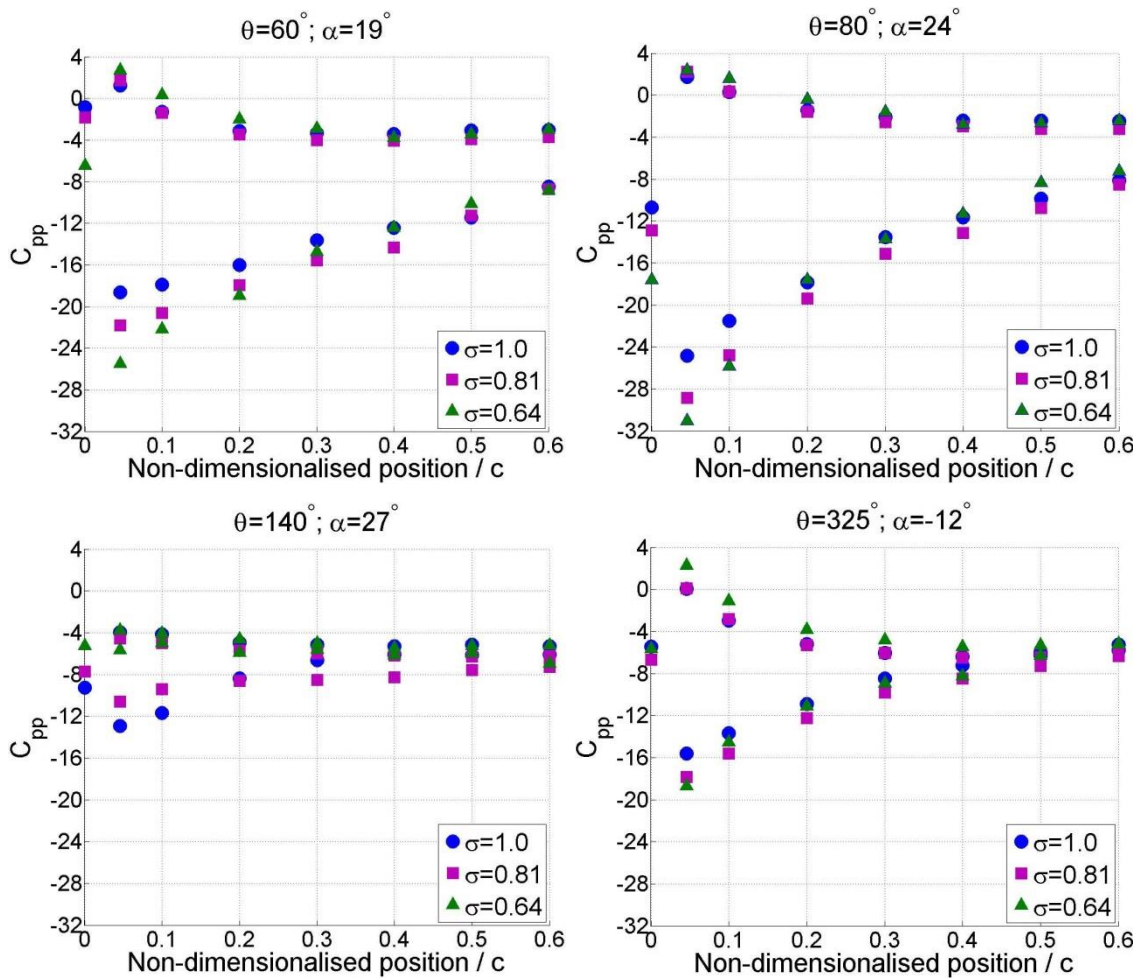 θ=60°; α=19°
4
0
-4
-8
-12
-16
-20
-24
-28
-32
C_pp
0 0.1 0.2 0.3 0.4 0.5 0.6
Non-dimensionalised position / c
σ=1.0
σ=0.81
σ=0.64
θ=80°; α=24°
4
0
-4
-8
-12
-16
-20
-24
-28
-32
C_pp
0 0.1 0.2 0.3 0.4 0.5 0.6
Non-dimensionalised position / c
σ=1.0
σ=0.81
σ=0.64
θ=140°; α=27°
4
0
-4
-8
-12
-16
-20
-24
-28
-32
C_pp
0 0.1 0.2 0.3 0.4 0.5 0.6
Non-dimensionalised position / c
σ=1.0
σ=0.81
σ=0.64
θ=325°; α=-12°
4
0
-4
-8
-12
-16
-20
-24
-28
-32
C_pp
0 0.1 0.2 0.3 0.4 0.5 0.6
Non-dimensionalised position / c
σ=1.0
σ=0.81
σ=0.64